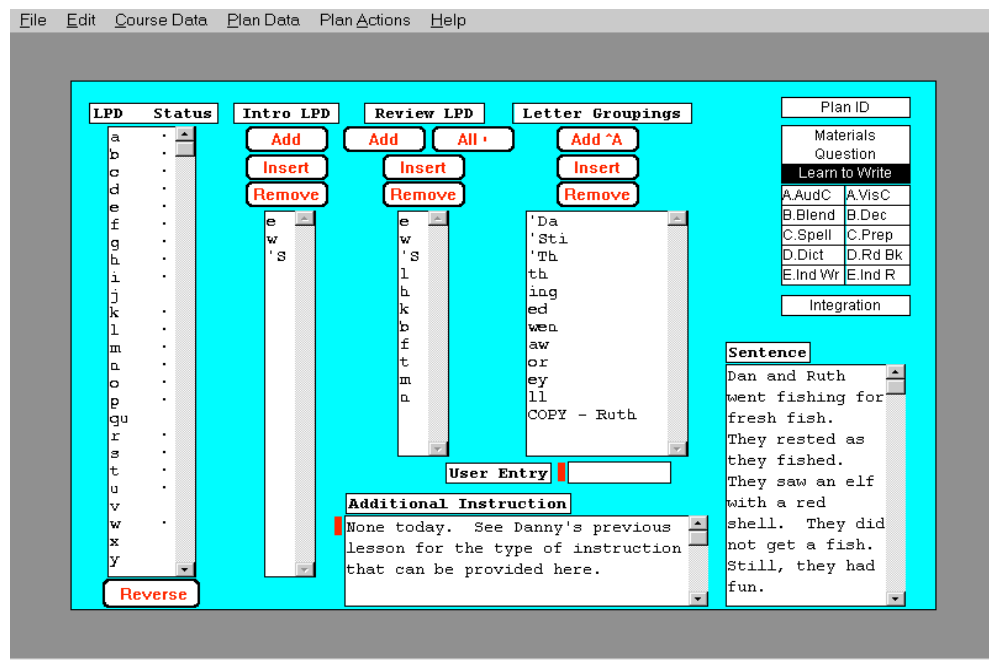 File Edit Course Data Plan Data Plan Actions Help
LPD Status
a ·
b ·
c ·
d ·
e ·
f ·
g ·
h ·
i ·
j
k ·
l ·
m ·
n ·
o ·
p ·
qu
r ·
s ·
t ·
u ·
v
w ·
x
y
Reverse
Intro LPD
Add
Insert
Remove
e
w
'S
Review LPD
Add All ·
Insert
Remove
e
w
'S
l
h
k
b
f
t
m
n
Letter Groupings
Add ^A
Insert
Remove
'Da
'Sti
'Th
th
ing
ed
wen
aw
or
ey
ll
COPY - Ruth
User Entry
Additional Instruction
None today. See Danny's previous
lesson for the type of instruction
that can be provided here.
Plan ID
Materials
Question
Learn to Write
A.AudC A.VisC
B.Blend B.Dec
C.Spell C.Prep
D.Dict D.Rd Bk
E.Ind Wr E.Ind R
Integration
Sentence
Dan and Ruth
went fishing for
fresh fish.
They rested as
they fished.
They saw an elf
with a red
shell. They did
not get a fish.
Still, they had
fun.